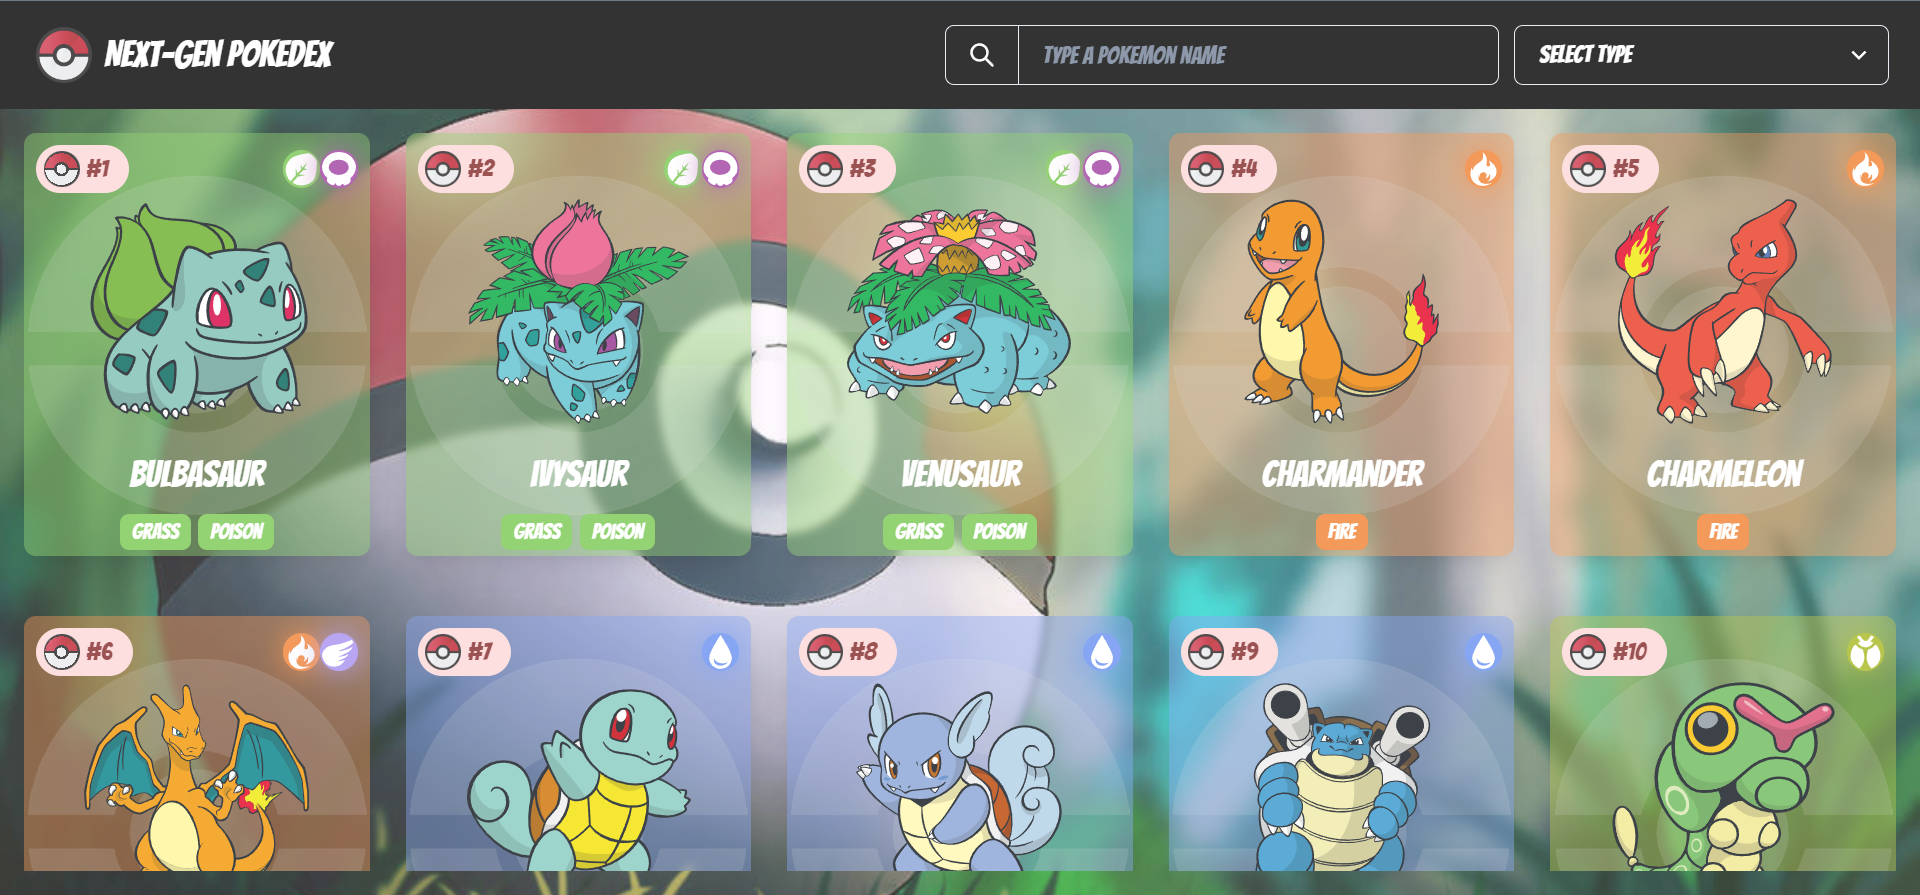 NEXT-GEN POKEDEX
TYPE A POKEMON NAME
SELECT TYPE
#1
#2
#3
#4
#5
BULBASAUR
IVYSAUR
VENUSAUR
CHARMANDER
CHARMELEON
GRASS POISON
GRASS POISON
GRASS POISON
FIRE
FIRE
#6
#7
#8
#9
#10